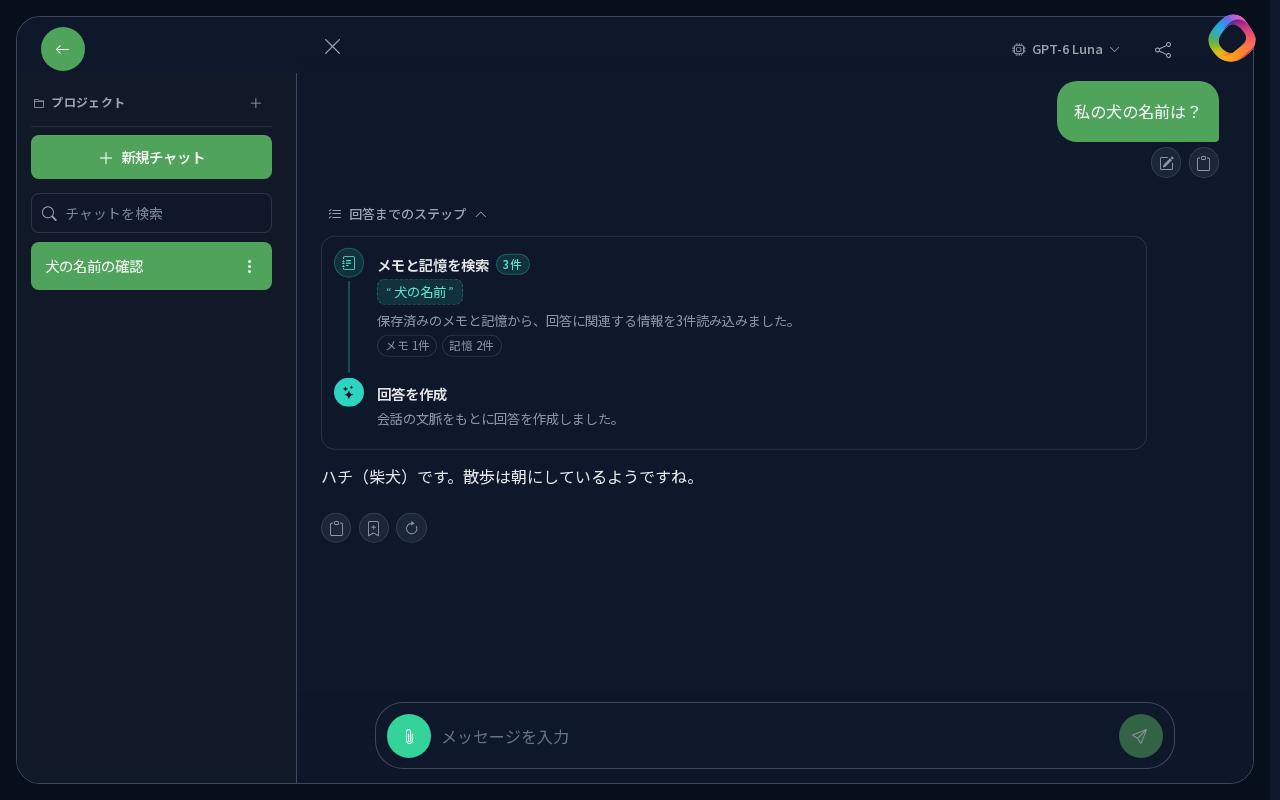 GPT-6 Luna
プロジェクト
新規チャット
チャットを検索
犬の名前の確認
私の犬の名前は？
回答までのステップ
メモと記憶を検索 3件
“ 犬の名前 ”
保存済みのメモと記憶から、回答に関連する情報を3件読み込みました。
メモ 1件 記憶 2件
回答を作成
会話の文脈をもとに回答を作成しました。
ハチ（柴犬）です。散歩は朝にしているようですね。
メッセージを入力